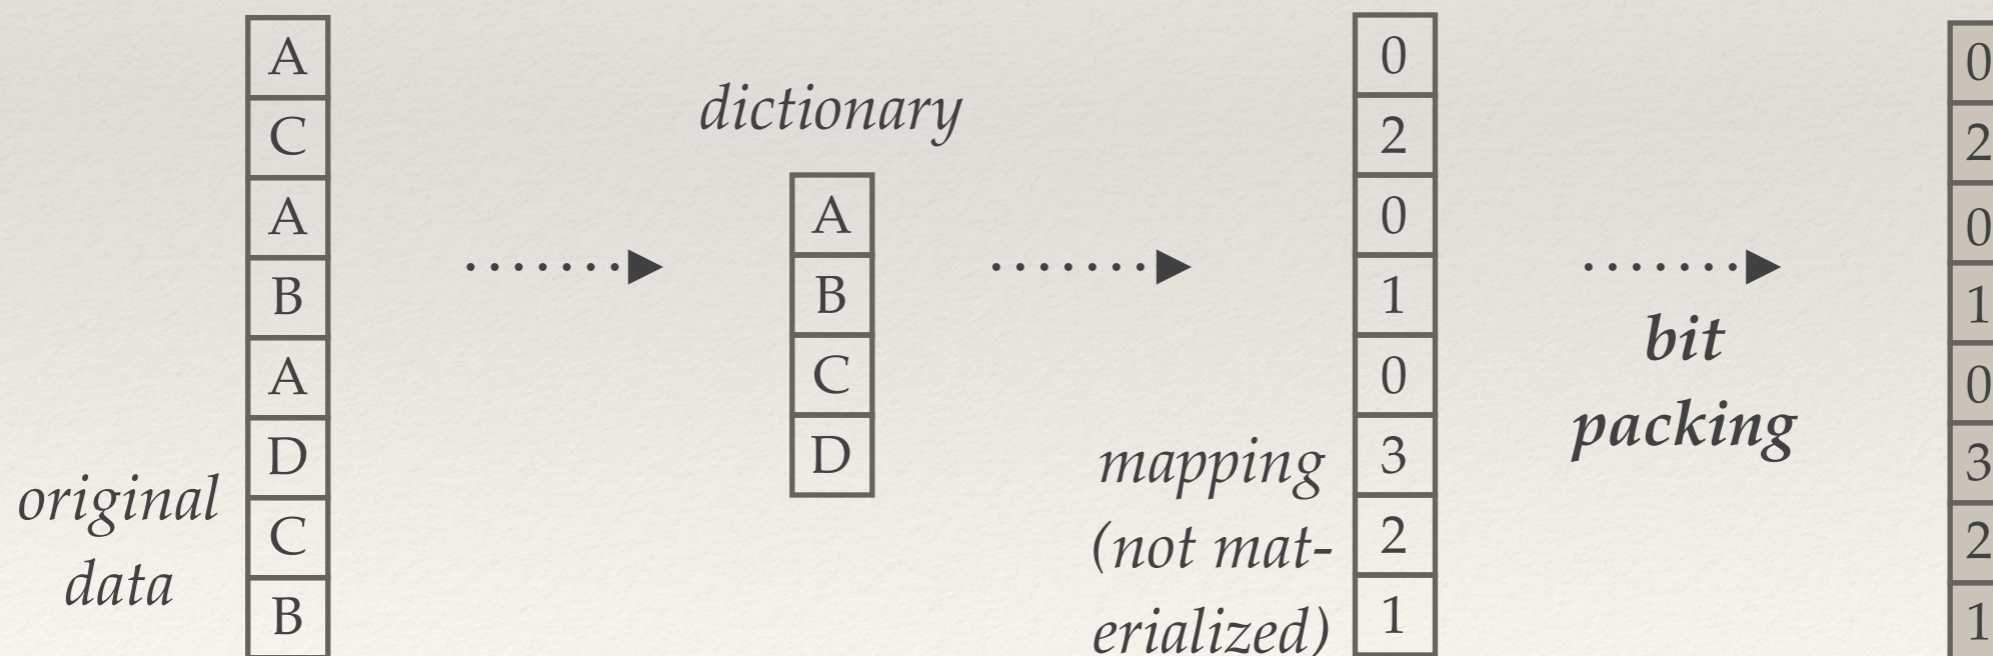 A
C
A
B
A
D
C
B
original
data
dictionary
A
B
C
D
mapping
(not mat-
erialized)
0
2
0
1
0
3
2
1
bit
packing
0
2
0
1
0
3
2
1